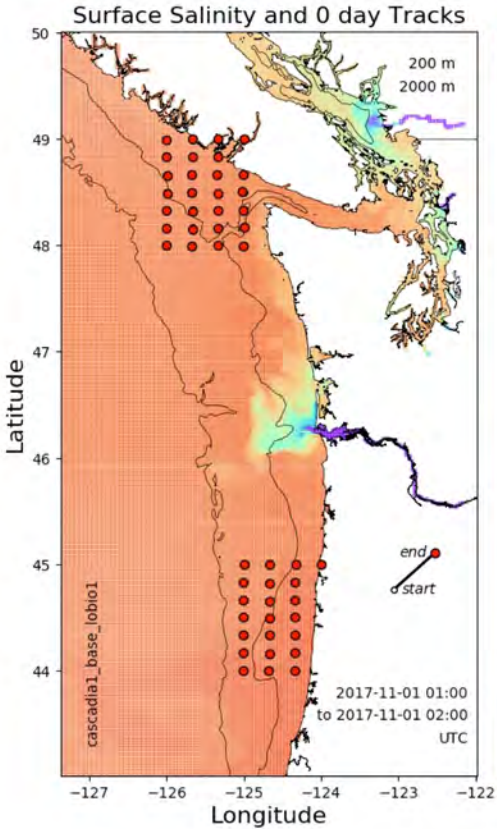 Surface Salinity and 0 day Tracks
50
49
48
47
46
45
44
Latitude
200 m
2000 m
end
start
cascadia1_base_lobio1
2017-11-01 01:00
to 2017-11-01 02:00
UTC
−127 −126 −125 −124 −123 −122
Longitude